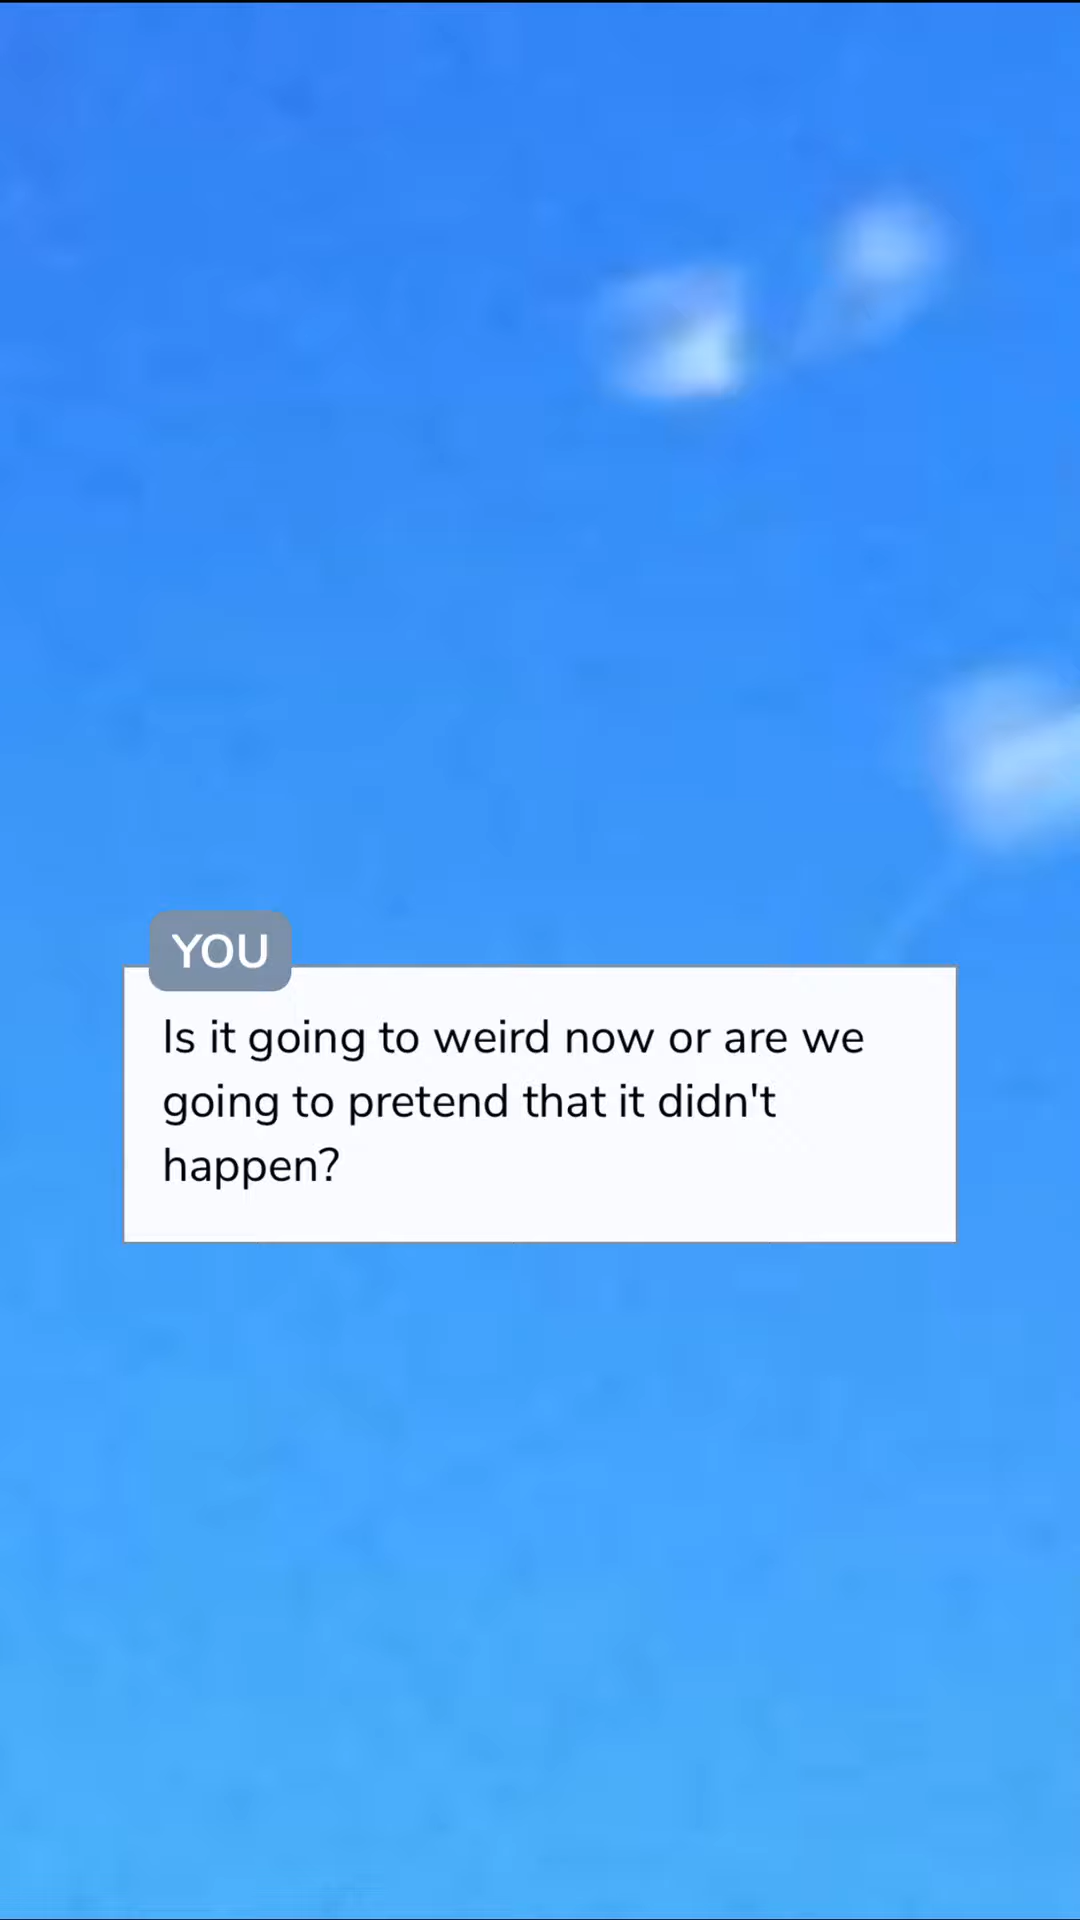 YOU
Is it going to weird now or are we
going to pretend that it didn't
happen?